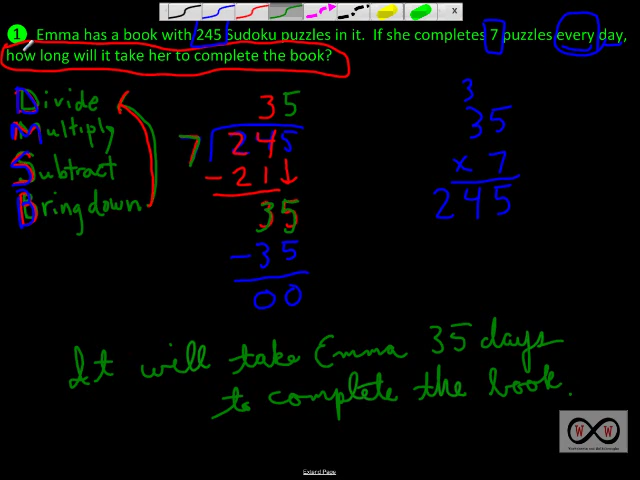 x
1 Emma has a book with 245 Sudoku puzzles in it. If she completes 7 puzzles every day,
how long will it take her to complete the book?
Divide
Multiply
Subtract
Bring down
35
7 245
- 21
35
-35
00
3
35
x 7
245
It will take Emma 35 days
to complete the book.
W W
Extend Page